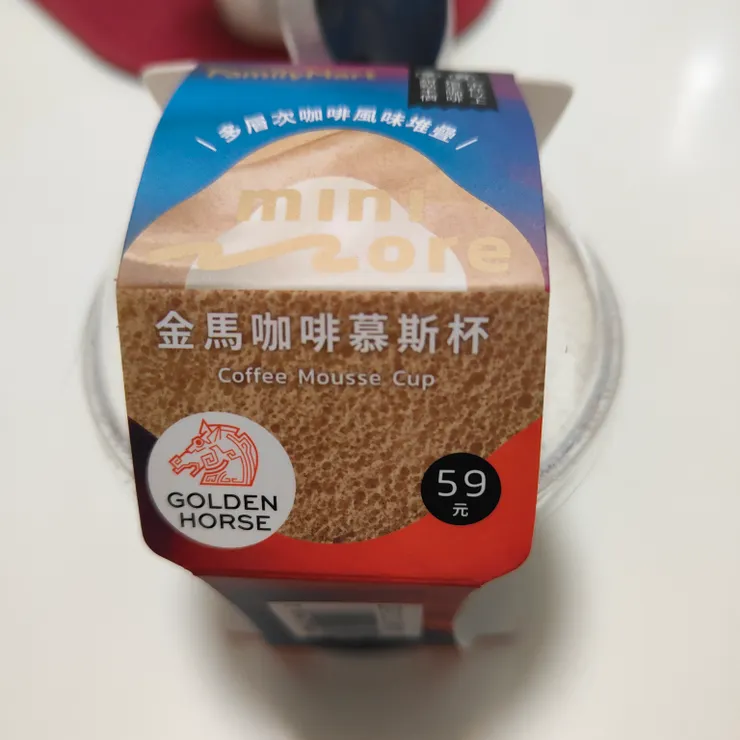 FamilyMart
多層次咖啡風味堆疊
mini
more
金馬咖啡慕斯杯
Coffee Mousse Cup
GOLDEN
HORSE
59
元